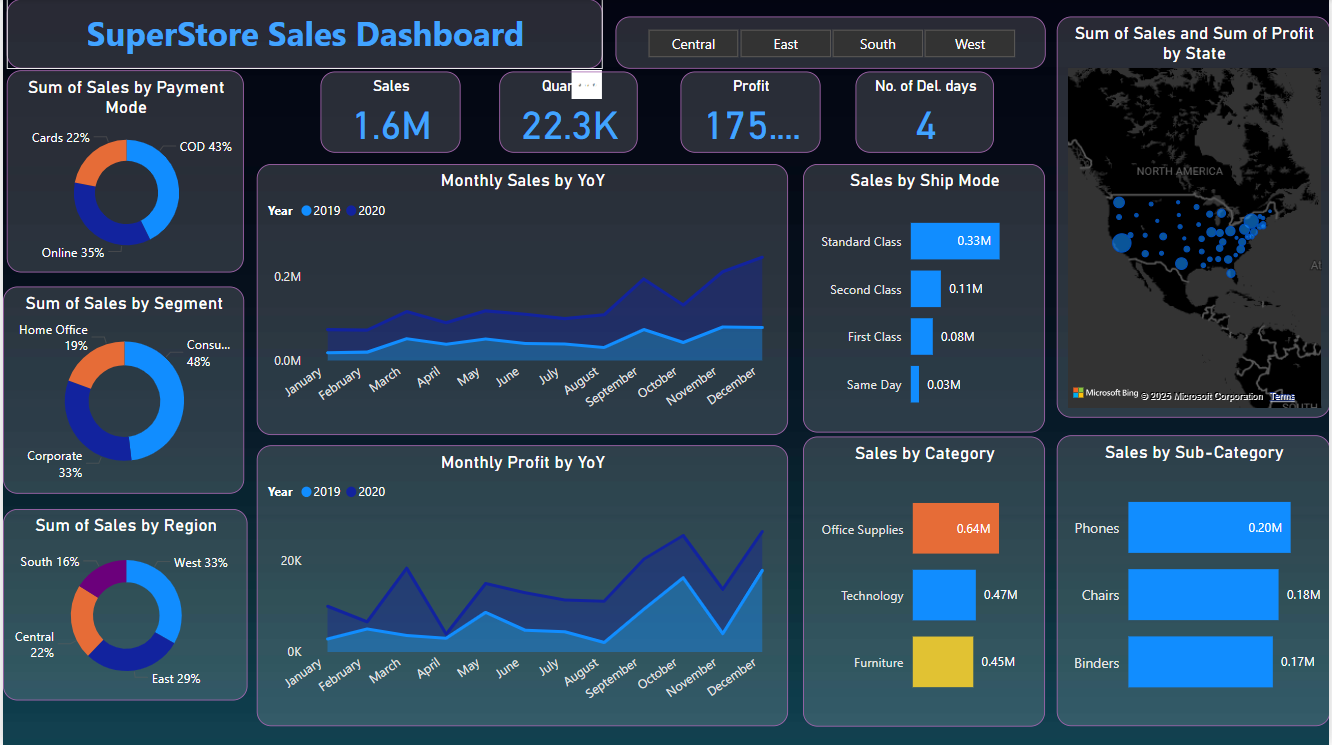 SuperStore Sales Dashboard
Central
East
South
West
Sum of Sales and Sum of Profit
by State
Sum of Sales by Payment
Mode
Cards 22%
COD 43%
Online 35%
Sales
1.6M
Quan
22.3K
Profit
175....
No. of Del. days
4
Monthly Sales by YoY
Year 2019 2020
0.2M
0.0M
January
February
March
April
May
June
July
August
September
October
November
December
Sales by Ship Mode
Standard Class 0.33M
Second Class 0.11M
First Class 0.08M
Same Day 0.03M
NORTH AMERICA
At
Microsoft Bing
© 2025 Microsoft Corporation Terms
SOUTH
Sum of Sales by Segment
Home Office
19%
Consu...
48%
Corporate
33%
Monthly Profit by YoY
Year 2019 2020
20K
0K
January
February
March
April
May
June
July
August
September
October
November
December
Sales by Category
Office Supplies 0.64M
Technology 0.47M
Furniture 0.45M
Sales by Sub-Category
Phones 0.20M
Chairs 0.18M
Binders 0.17M
Sum of Sales by Region
South 16%
West 33%
Central
22%
East 29%